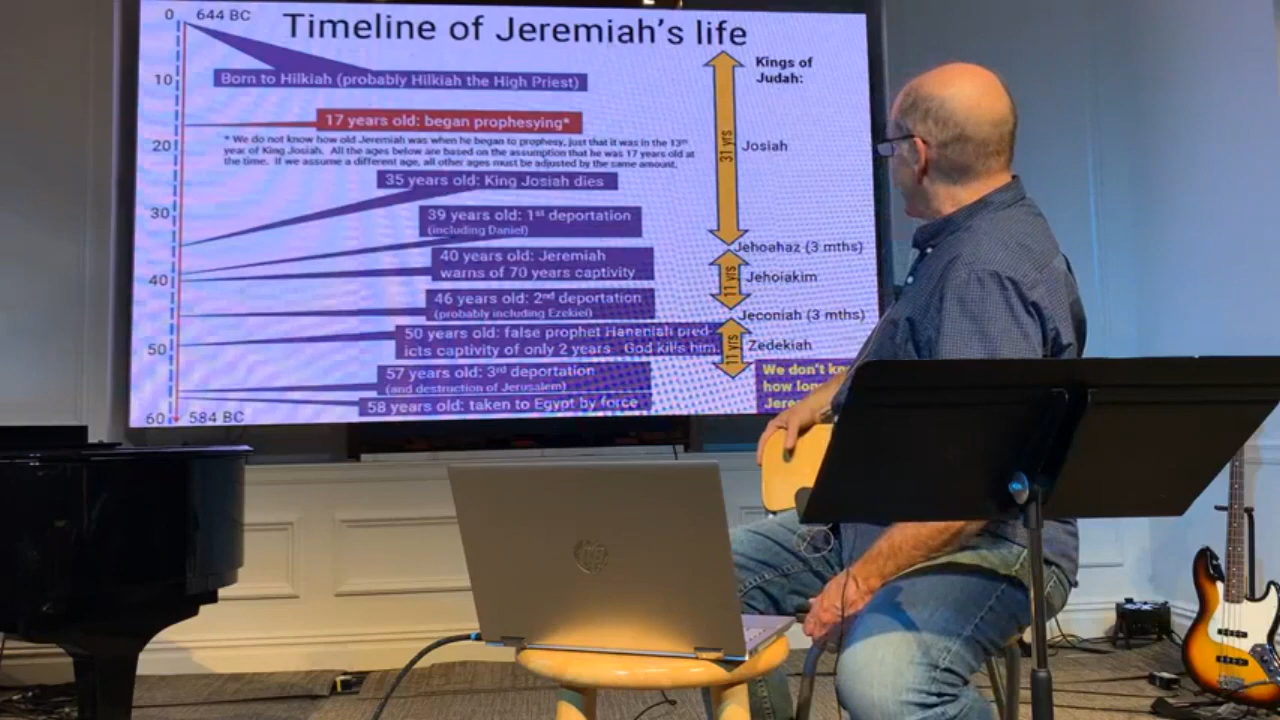 0 644 BC
Timeline of Jeremiah's life
Kings of
Judah:
10
Born to Hilkiah (probably Hilkiah the High Priest)
17 years old: began prophesying*
* We do not know how old Jeremiah was when he began to prophesy, just that it was in the 13th
year of King Josiah. All the ages below are based on the assumption that he was 17 years old at
the time. If we assume a different age, all other ages must be adjusted by the same amount.
20
31 yrs
Josiah
35 years old: King Josiah dies
30
39 years old: 1st deportation
(including Daniel)
Jehoahaz (3 mths)
40 years old: Jeremiah
warns of 70 years captivity
40
11 yrs
Jehoiakim
46 years old: 2nd deportation
(probably including Ezekiel)
Jeconiah (3 mths)
50 years old: false prophet Hananiah pred-
icts captivity of only 2 years God kills him.
50
11 yrs
Zedekiah
57 years old: 3rd deportation
(and destruction of Jerusalem)
58 years old: taken to Egypt by force
60 584 BC
We don't
how
hp